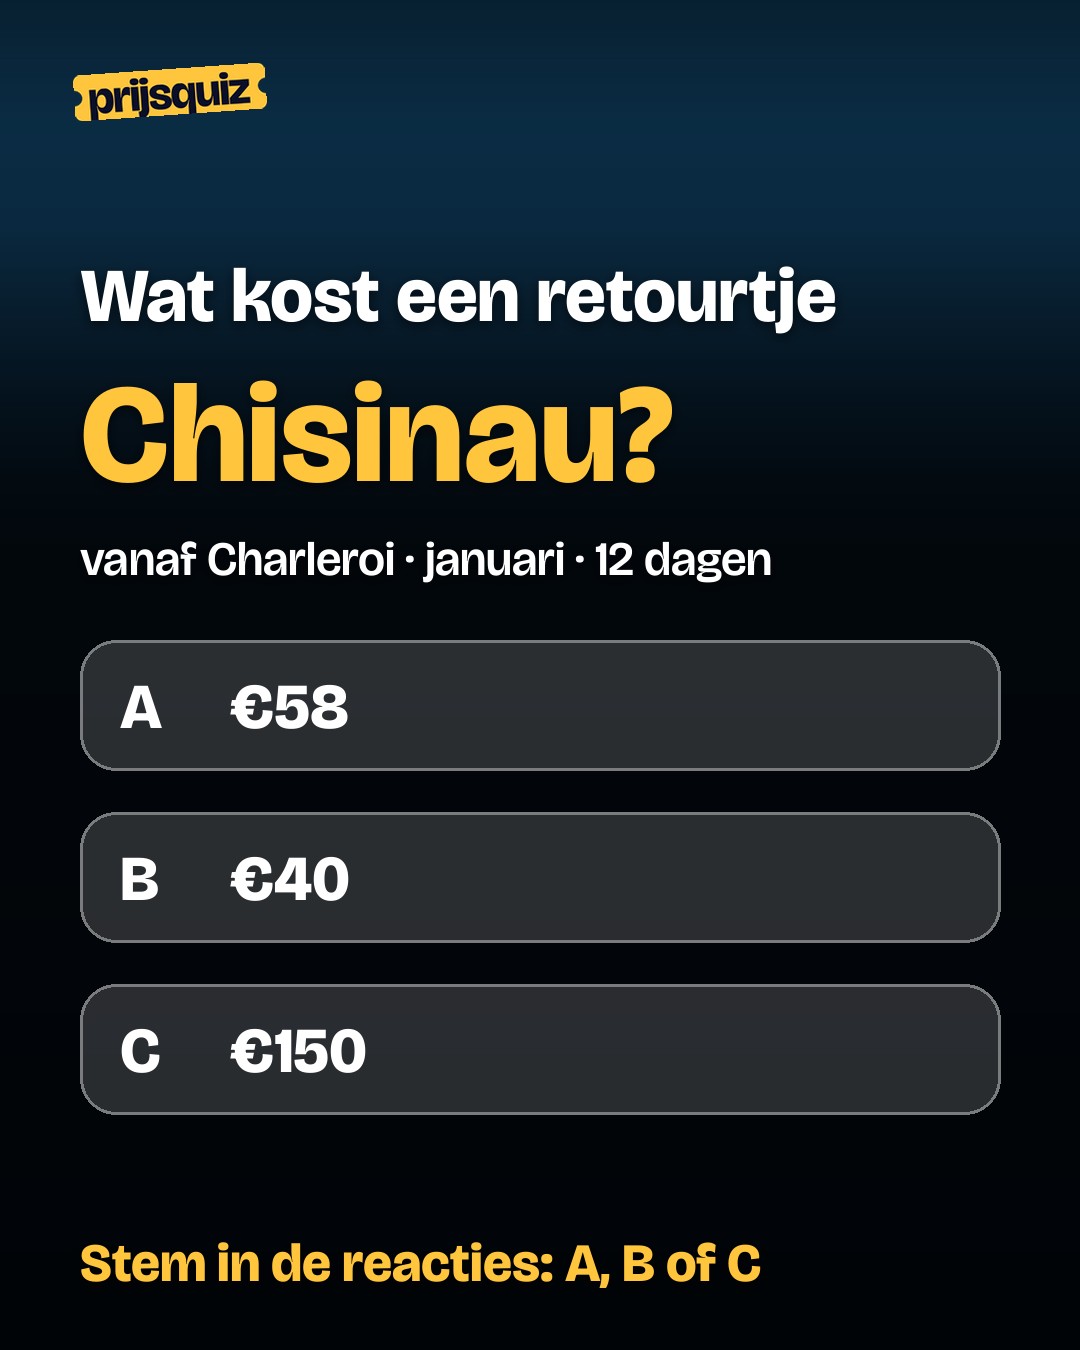 prijsquiz
Wat kost een retourtje
Chisinau?
vanaf Charleroi · januari · 12 dagen
A €58
B €40
C €150
Stem in de reacties: A, B of C